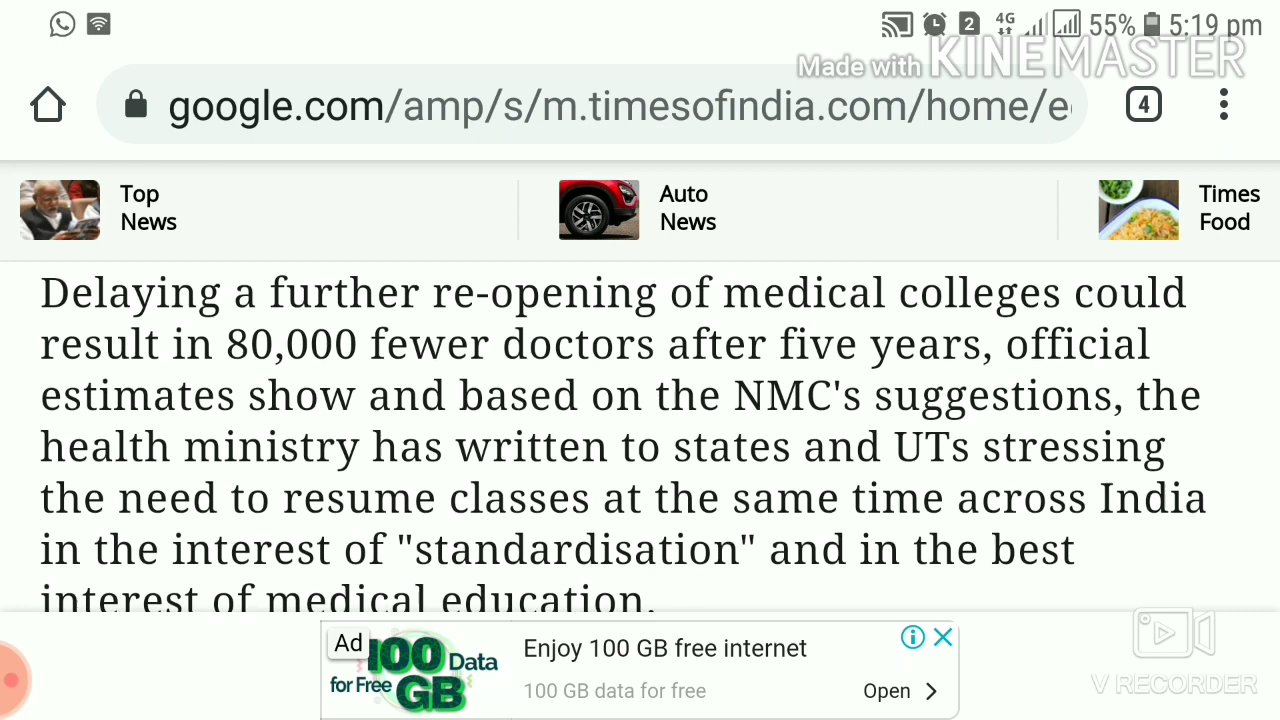 2 4G 55% 5:19 pm
Made with KINEMASTER
google.com/amp/s/m.timesofindia.com/home/e
4
Top
News
Auto
News
Times
Food
Delaying a further re-opening of medical colleges could
result in 80,000 fewer doctors after five years, official
estimates show and based on the NMC's suggestions, the
health ministry has written to states and UTs stressing
the need to resume classes at the same time across India
in the interest of "standardisation" and in the best
interest of medical education.
Ad
100 Data
for Free GB
Enjoy 100 GB free internet
100 GB data for free
Open
V RECORDER